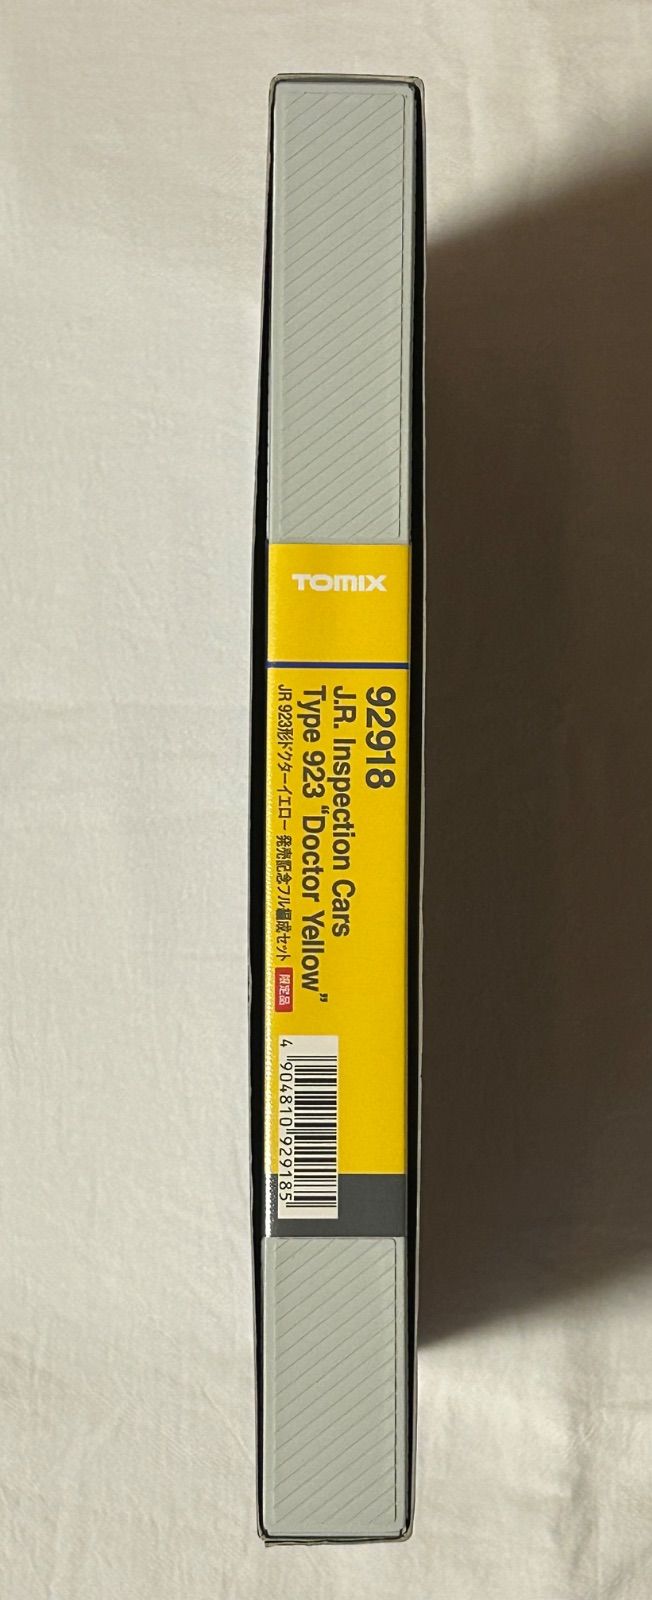 TOMIX
92918
J.R. Inspection Cars
Type 923 “Doctor Yellow”
JR 923形ドクターイエロー 発売記念フル編成セット 限定品
4 904810 929185